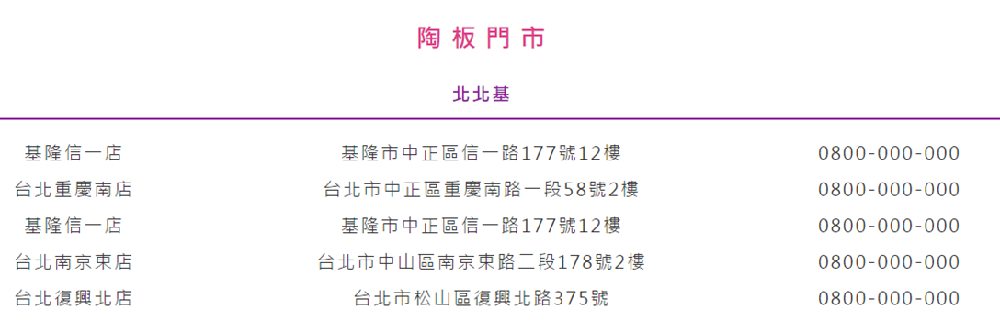 陶板門市
北北基
基隆信一店 基隆市中正區信一路177號12樓 0800-000-000
台北重慶南店 台北市中正區重慶南路一段58號2樓 0800-000-000
基隆信一店 基隆市中正區信一路177號12樓 0800-000-000
台北南京東店 台北市中山區南京東路二段178號2樓 0800-000-000
台北復興北店 台北市松山區復興北路375號 0800-000-000